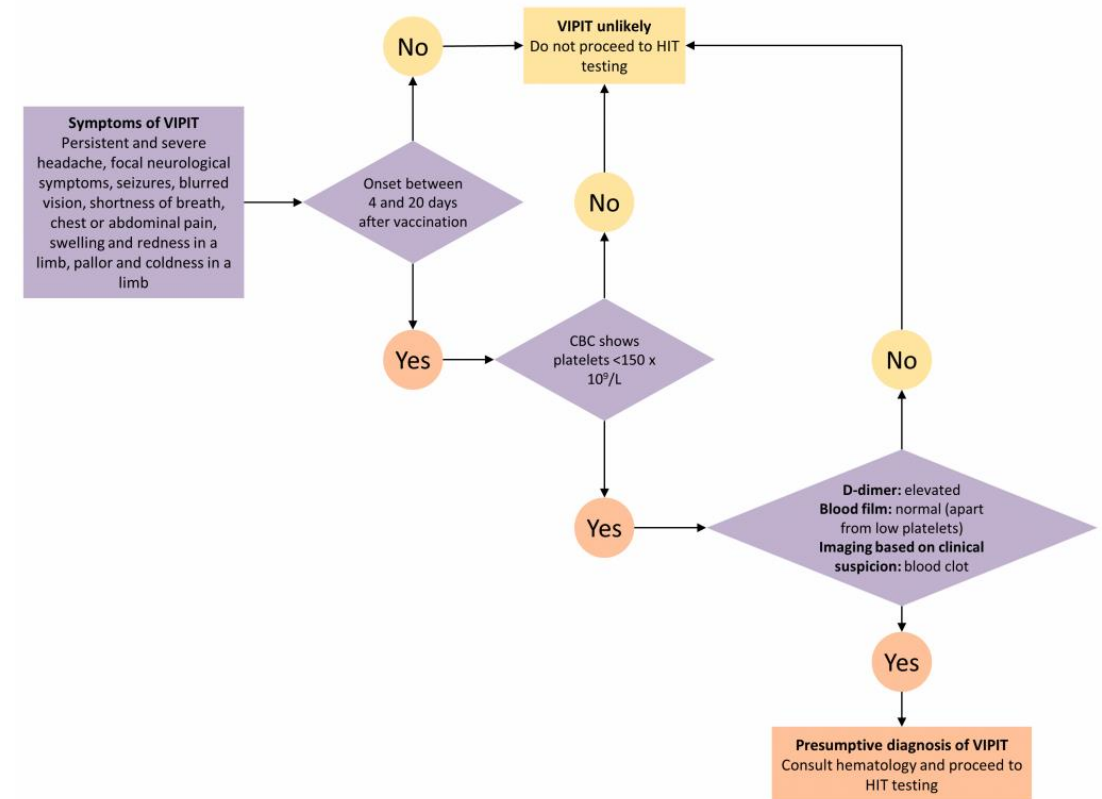 VIPIT unlikely
Do not proceed to HIT
testing
No
Symptoms of VIPIT
Persistent and severe
headache, focal neurological
symptoms, seizures, blurred
vision, shortness of breath,
chest or abdominal pain,
swelling and redness in a
limb, pallor and coldness in a
limb
Onset between
4 and 20 days
after vaccination
No
Yes
CBC shows
platelets <150 x
10⁹/L
No
Yes
D-dimer: elevated
Blood film: normal (apart
from low platelets)
Imaging based on clinical
suspicion: blood clot
Yes
Presumptive diagnosis of VIPIT
Consult hematology and proceed to
HIT testing